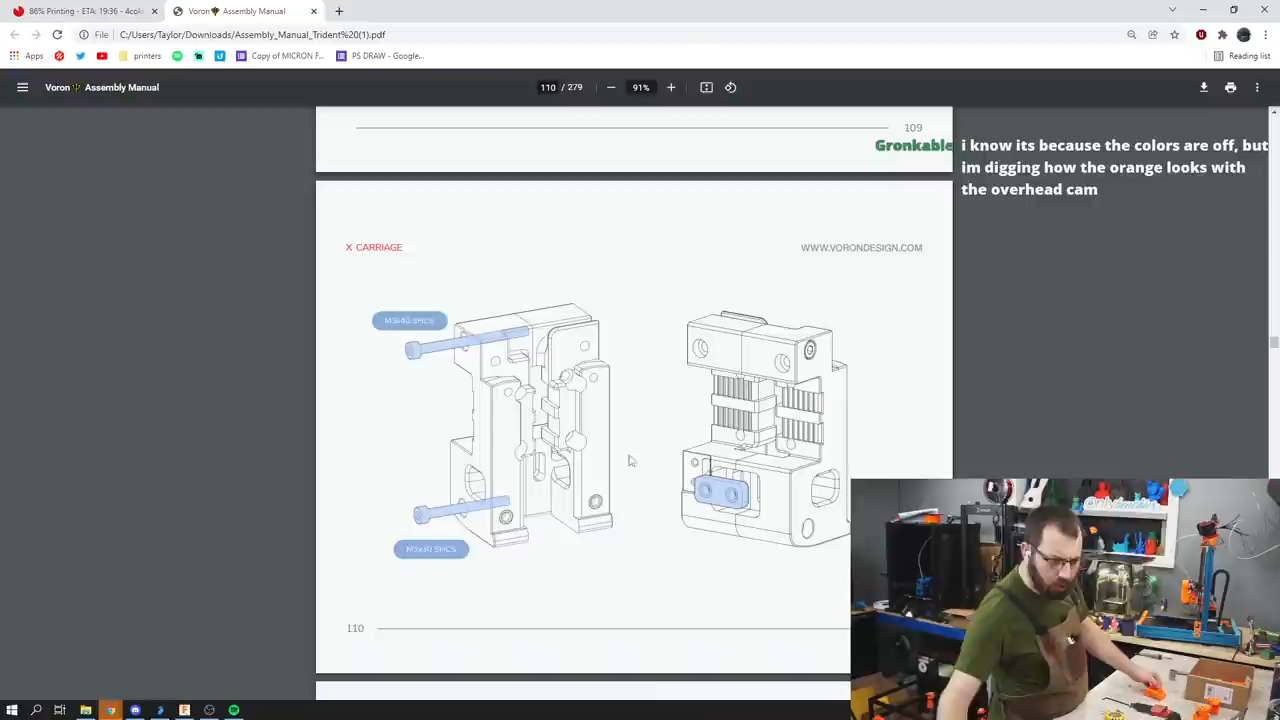 86% Printing - ETA: 19:36 - 4colo
Voron Assembly Manual
File
C:/Users/Taylor/Downloads/Assembly_Manual_Trident%20(1).pdf
Apps
printers
Copy of MICRON F...
PS DRAW - Google...
Reading list
Voron Assembly Manual
110 / 279
91%
109
Gronkable
i know its because the colors are off, but
im digging how the orange looks with
the overhead cam
X CARRIAGE
WWW.VORONDESIGN.COM
M3x40 SHCS
M3x30 SHCS
110